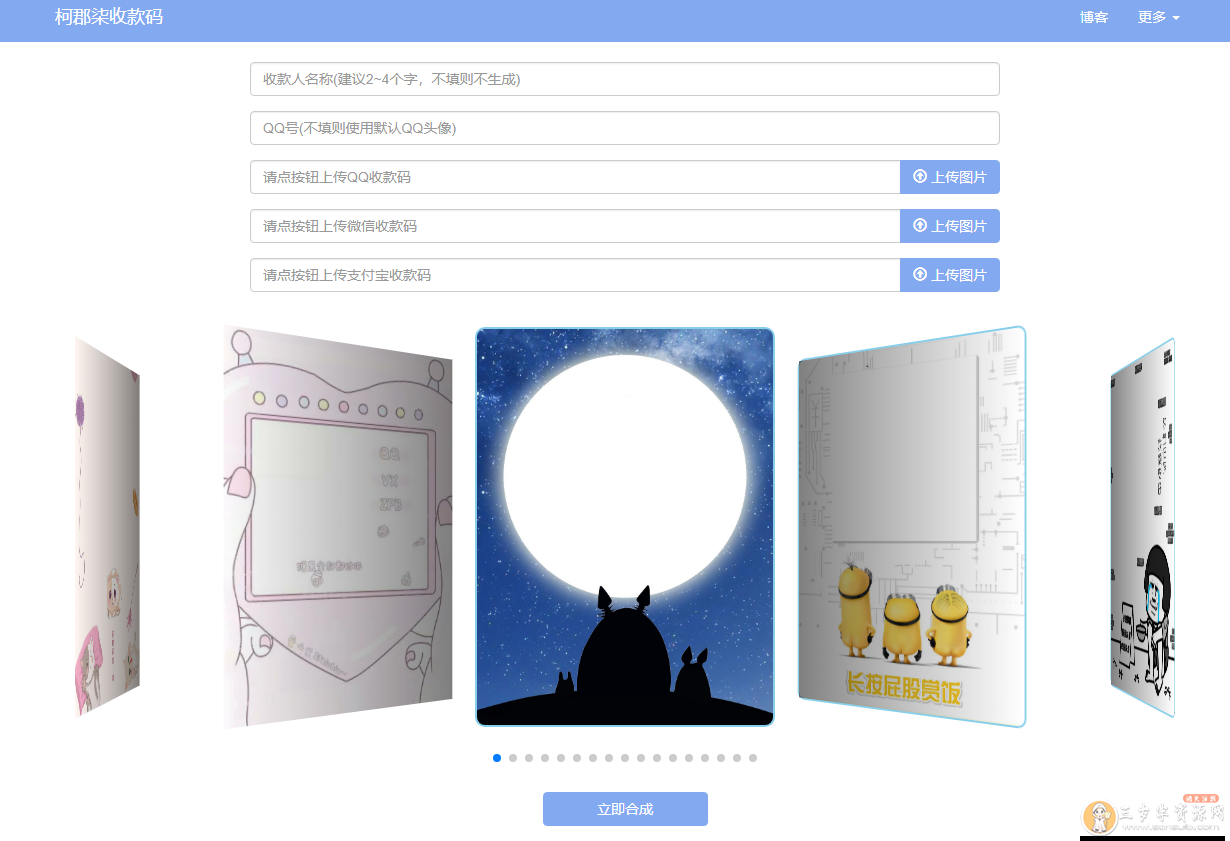 柯郡柒收款码
博客
更多
收款人名称(建议2~4个字，不填则不生成)
QQ号(不填则使用默认QQ头像)
请点按钮上传QQ收款码
上传图片
请点按钮上传微信收款码
上传图片
请点按钮上传支付宝收款码
上传图片
QQ
VX
ZFB
长按屁股赏饭
立即合成
三步学资源网